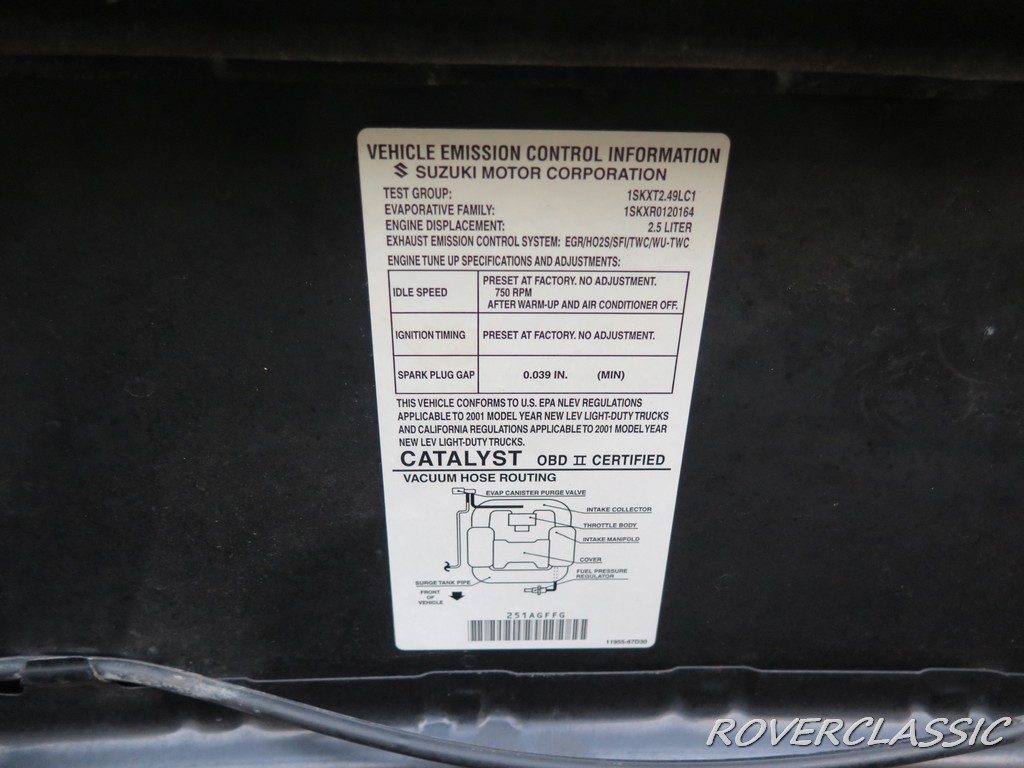 VEHICLE EMISSION CONTROL INFORMATION
SUZUKI MOTOR CORPORATION
TEST GROUP: 1SKXT2.49LC1
EVAPORATIVE FAMILY: 1SKXR0120164
ENGINE DISPLACEMENT: 2.5 LITER
EXHAUST EMISSION CONTROL SYSTEM: EGR/HO2S/SFI/TWC/WU-TWC
ENGINE TUNE UP SPECIFICATIONS AND ADJUSTMENTS:
IDLE SPEED
PRESET AT FACTORY. NO ADJUSTMENT.
750 RPM
AFTER WARM-UP AND AIR CONDITIONER OFF.
IGNITION TIMING PRESET AT FACTORY. NO ADJUSTMENT.
SPARK PLUG GAP 0.039 IN. (MIN)
THIS VEHICLE CONFORMS TO U.S. EPA NLEV REGULATIONS
APPLICABLE TO 2001 MODEL YEAR NEW LEV LIGHT-DUTY TRUCKS
AND CALIFORNIA REGULATIONS APPLICABLE TO 2001 MODEL YEAR
NEW LEV LIGHT-DUTY TRUCKS.
CATALYST OBD II CERTIFIED
VACUUM HOSE ROUTING
EVAP CANISTER PURGE VALVE
INTAKE COLLECTOR
THROTTLE BODY
INTAKE MANIFOLD
COVER
FUEL PRESSURE
REGULATOR
SURGE TANK PIPE
FRONT
OF
VEHICLE
251AGFFG
ROVERCLASSIC